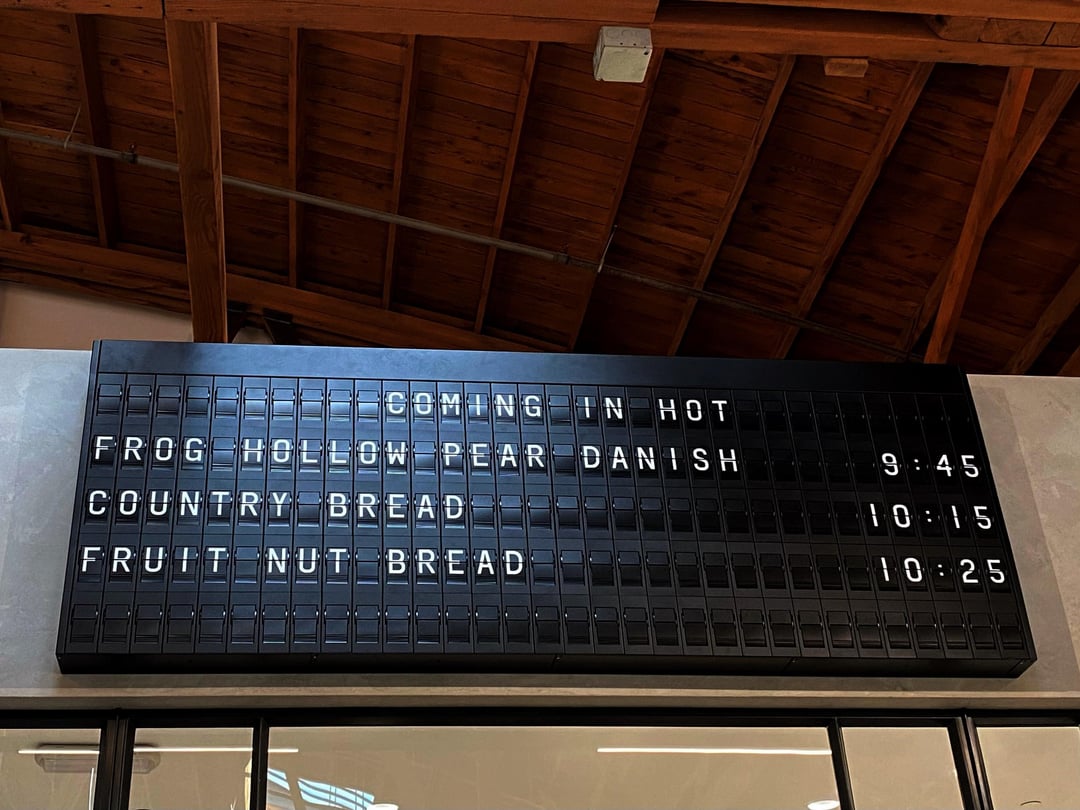 COMING IN HOT
FROG HOLLOW PEAR DANISH 9:45
COUNTRY BREAD 10:15
FRUIT NUT BREAD 10:25